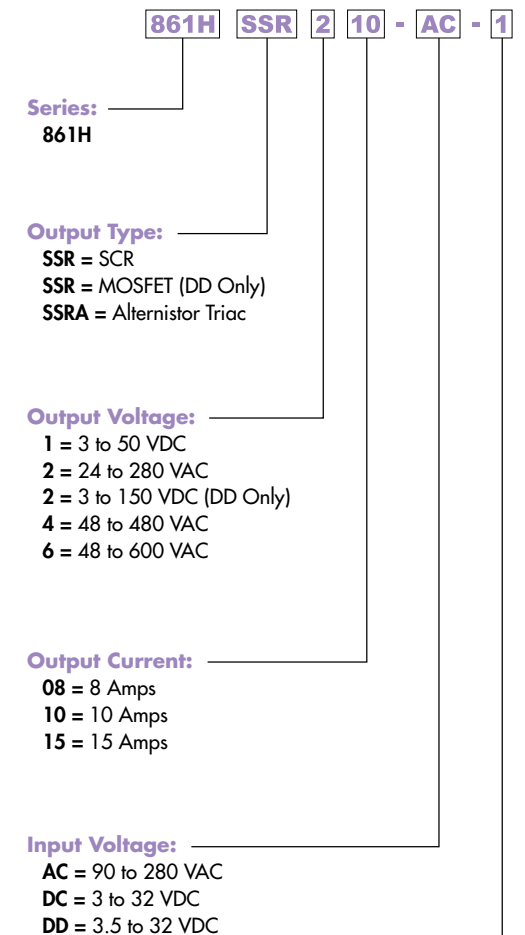 861H SSR 2 10 - AC - 1
Series:
861H
Output Type:
SSR = SCR
SSR = MOSFET (DD Only)
SSRA = Alternistor Triac
Output Voltage:
1 = 3 to 50 VDC
2 = 24 to 280 VAC
2 = 3 to 150 VDC (DD Only)
4 = 48 to 480 VAC
6 = 48 to 600 VAC
Output Current:
08 = 8 Amps
10 = 10 Amps
15 = 15 Amps
Input Voltage:
AC = 90 to 280 VAC
DC = 3 to 32 VDC
DD = 3.5 to 32 VDC